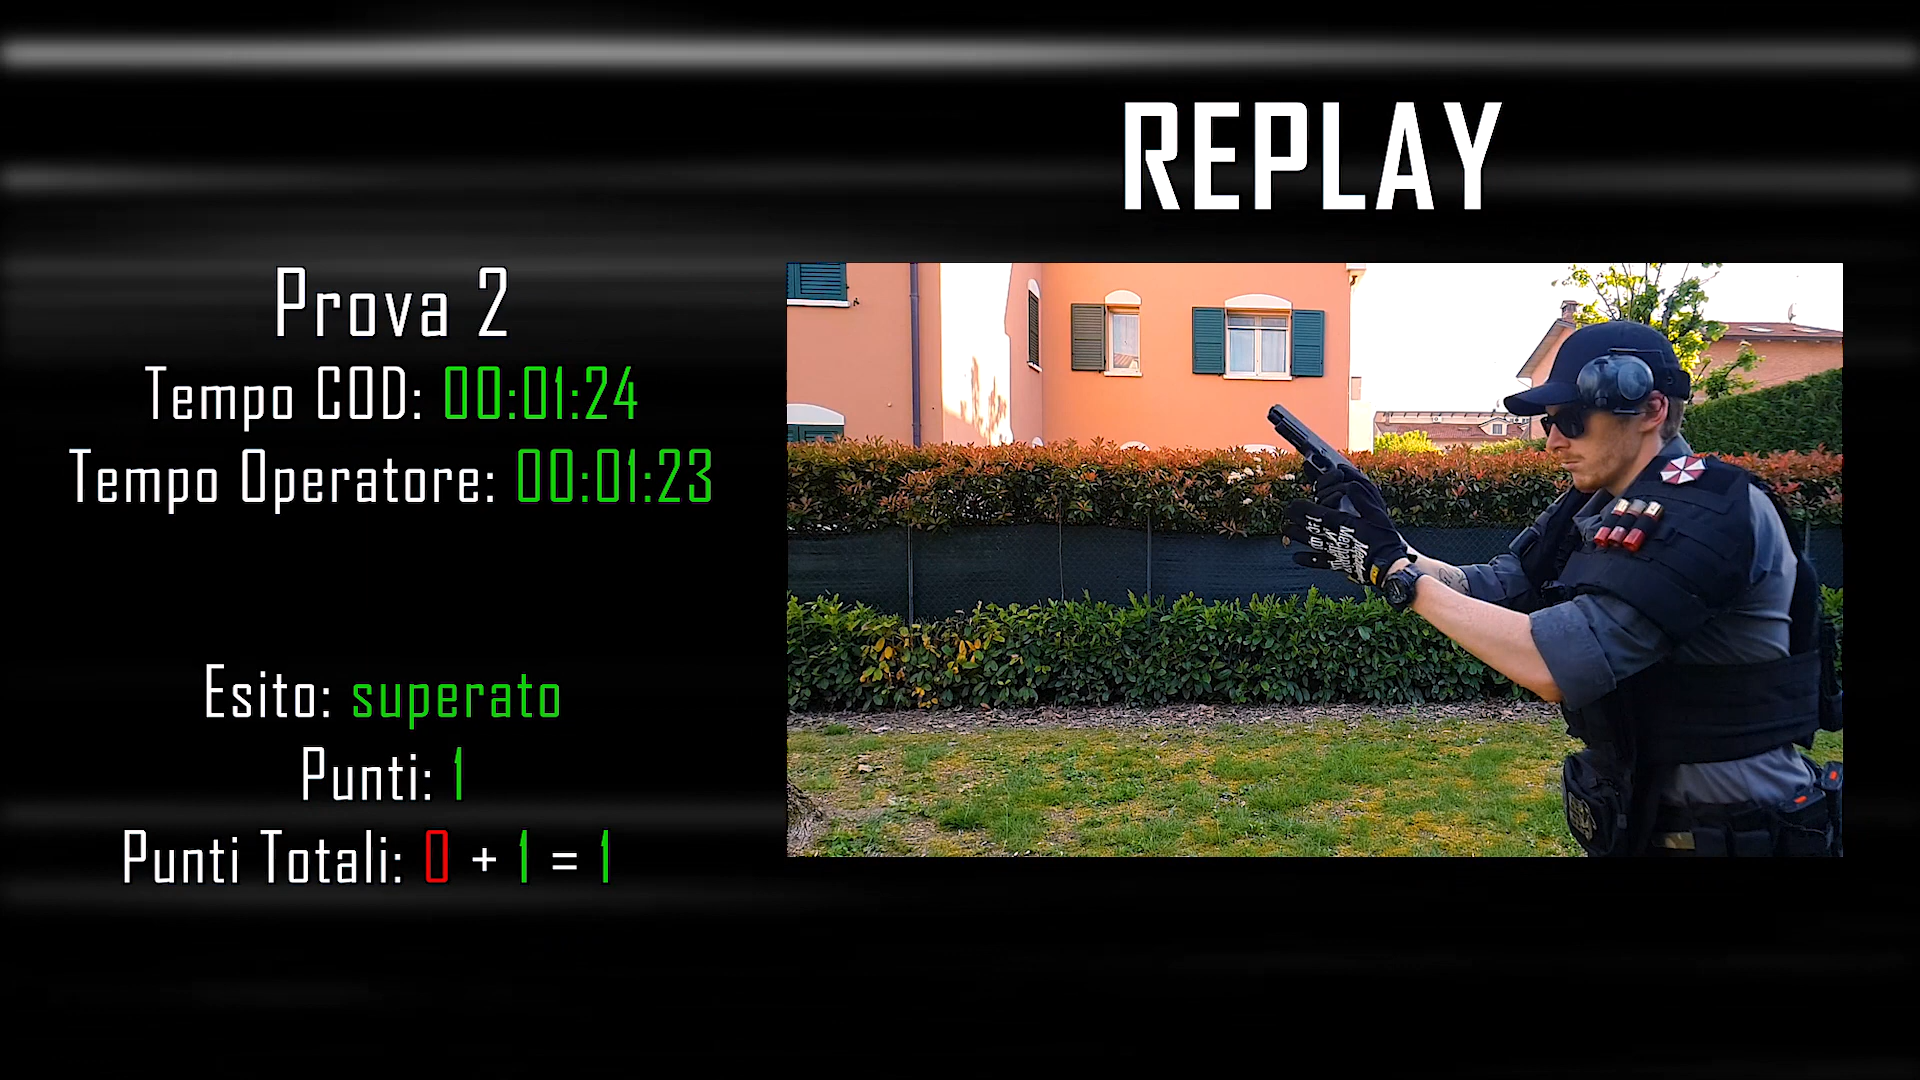 REPLAY
Prova 2
Tempo COD: 00:01:24
Tempo Operatore: 00:01:23
Esito: superato
Punti: 1
Punti Totali: 0 + 1 = 1
Mechanix